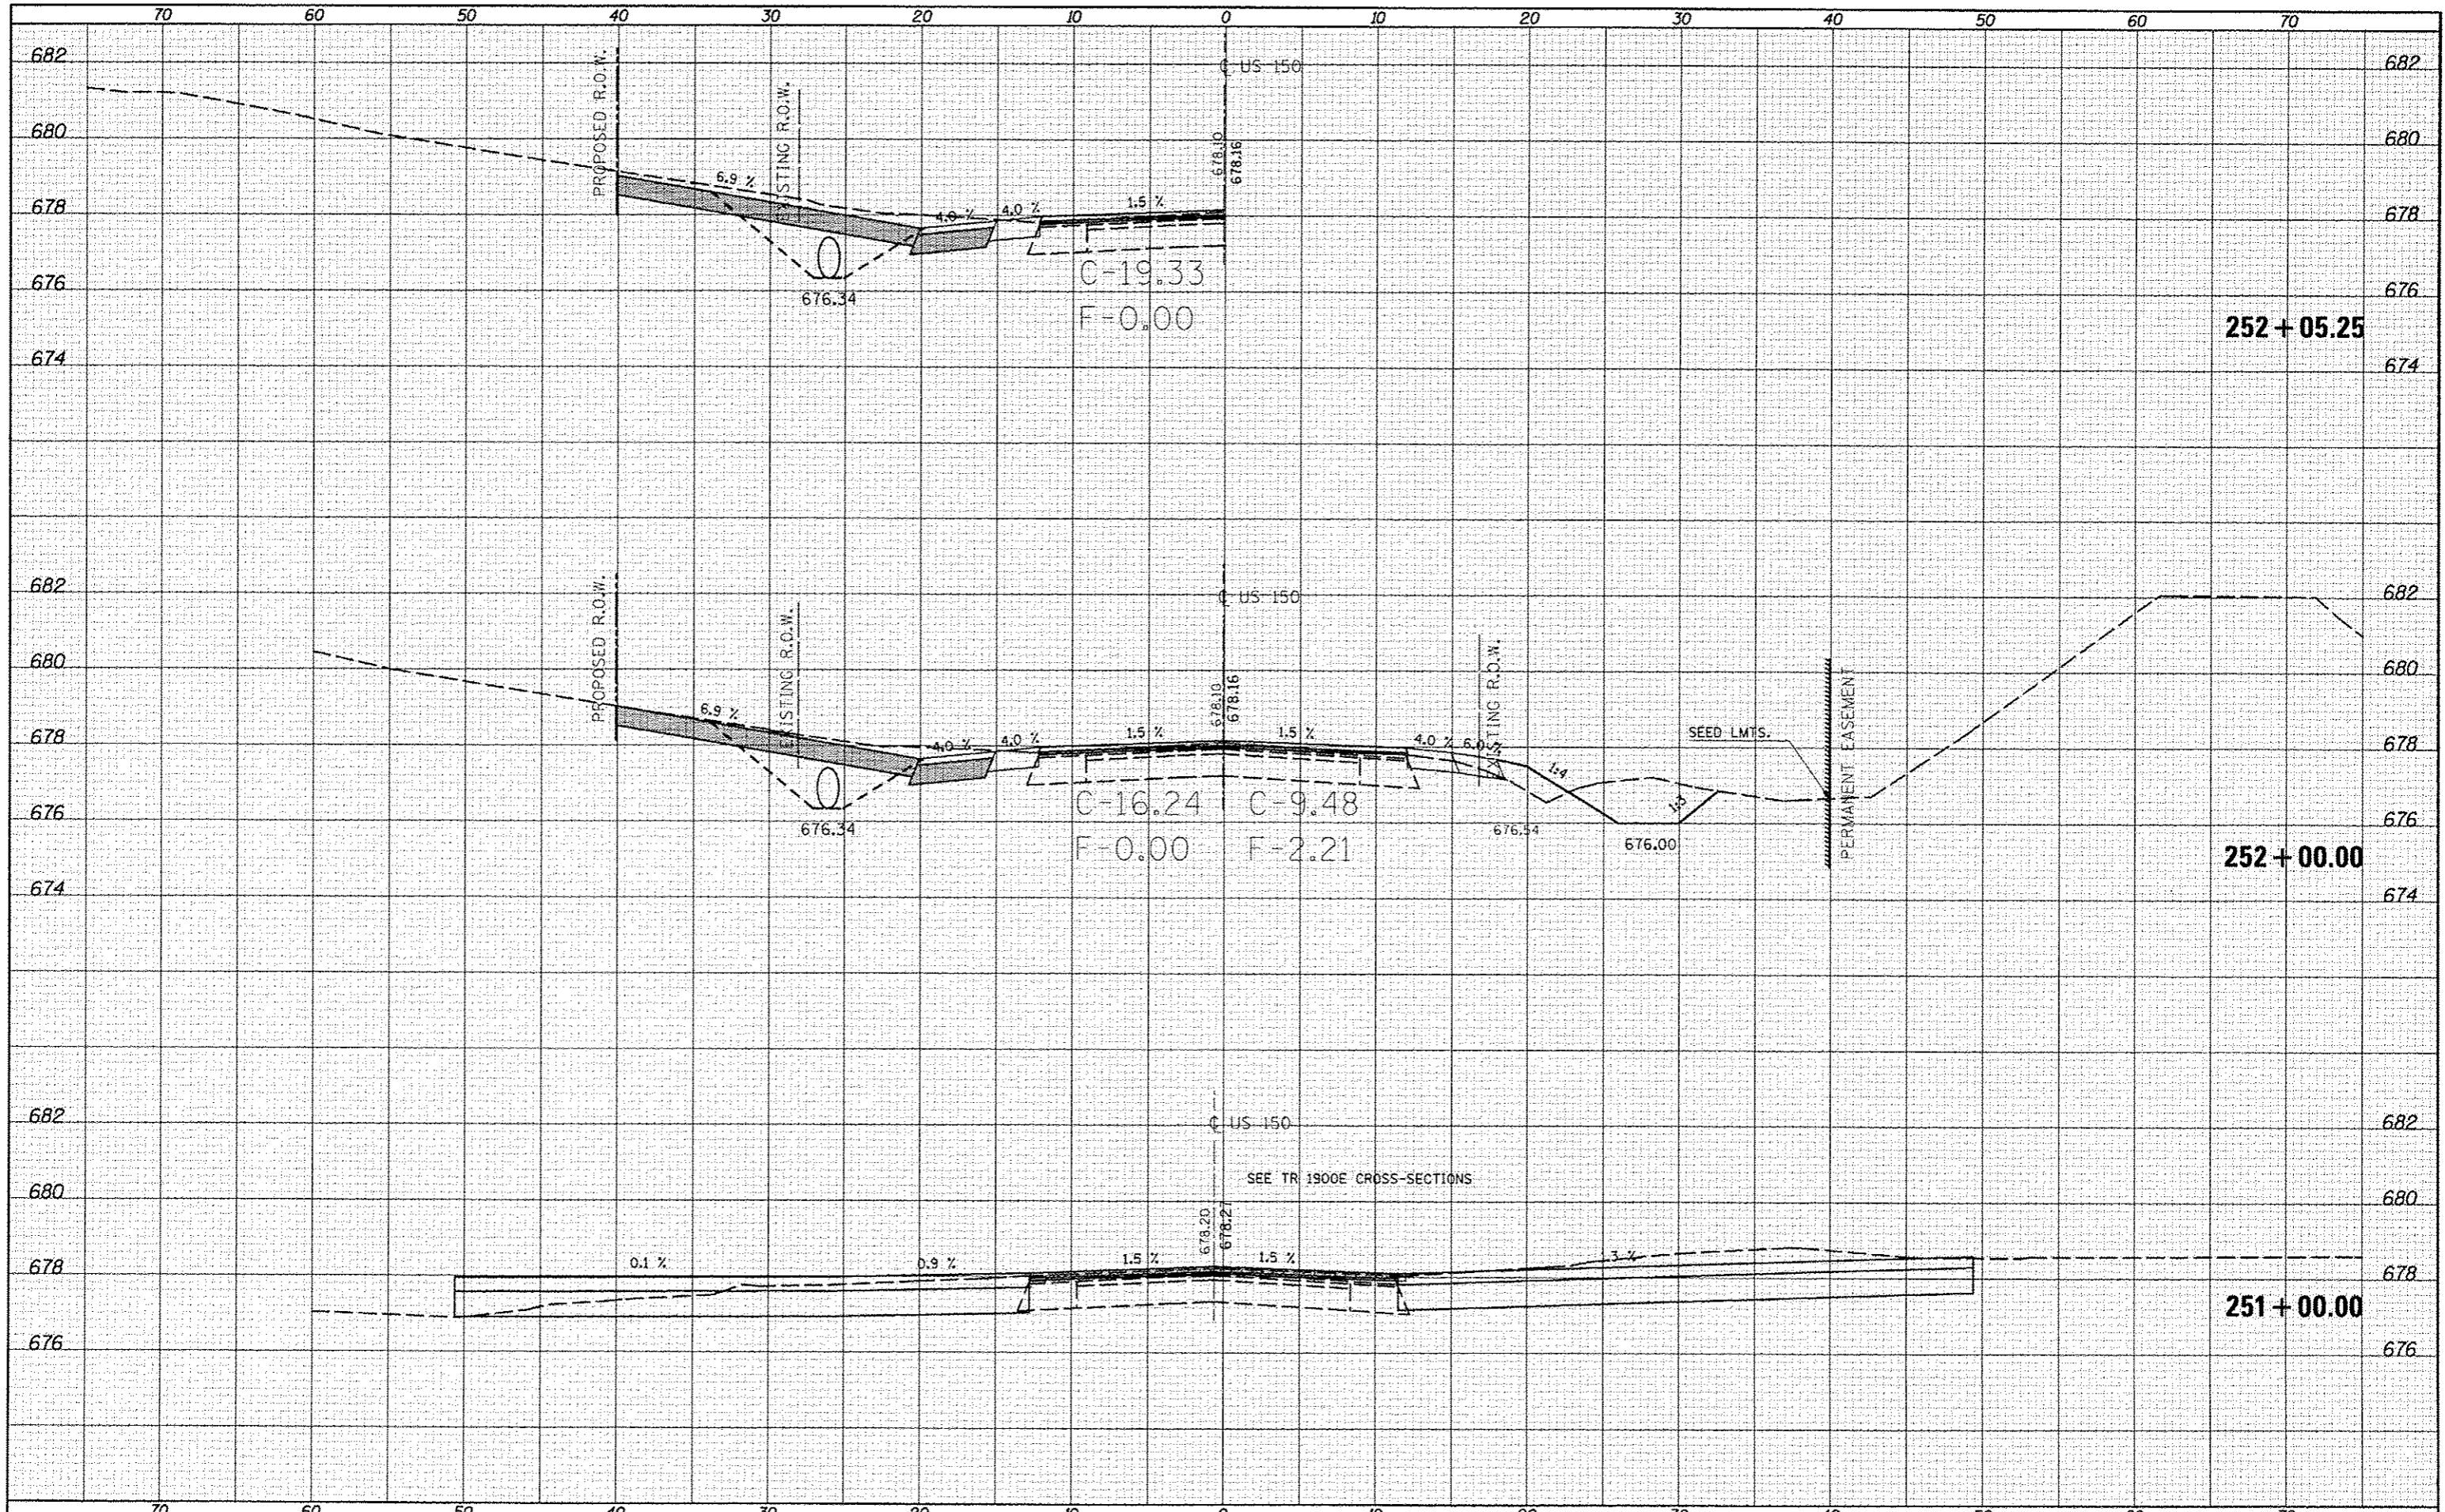 70 60 50 40 30 20 10 0 10 20 30 40 50 60 70
682 682
℄ US 150
PROPOSED R.O.W.
EXISTING R.O.W.
680 680
678.10
678.16
6.9 %
4.0 % 4.0 % 1.5 %
678 678
C-19.33
676 676.34 676
F-0.00
252 + 05.25
674 674
682 682
℄ US 150
PROPOSED R.O.W.
EXISTING R.O.W.
EXISTING R.O.W.
PERMANENT EASEMENT
680 680
678.10
678.16
6.9 %
SEED LMTS.
4.0 % 4.0 % 1.5 % 1.5 % 4.0 % 6.0 %
678 678
1:4
1:3
C-16.24 C-9.48
676 676.34 676.54 676
676.00
F-0.00 F-2.21
252 + 00.00
674 674
682 682
℄ US 150
SEE TR 1900E CROSS-SECTIONS
680 680
678.20
678.27
0.1 % 0.9 % 1.5 % 1.5 % 3 %
678 678
251 + 00.00
676 676
70 60 50 40 30 20 10 0 10 20 30 40 50 60 70